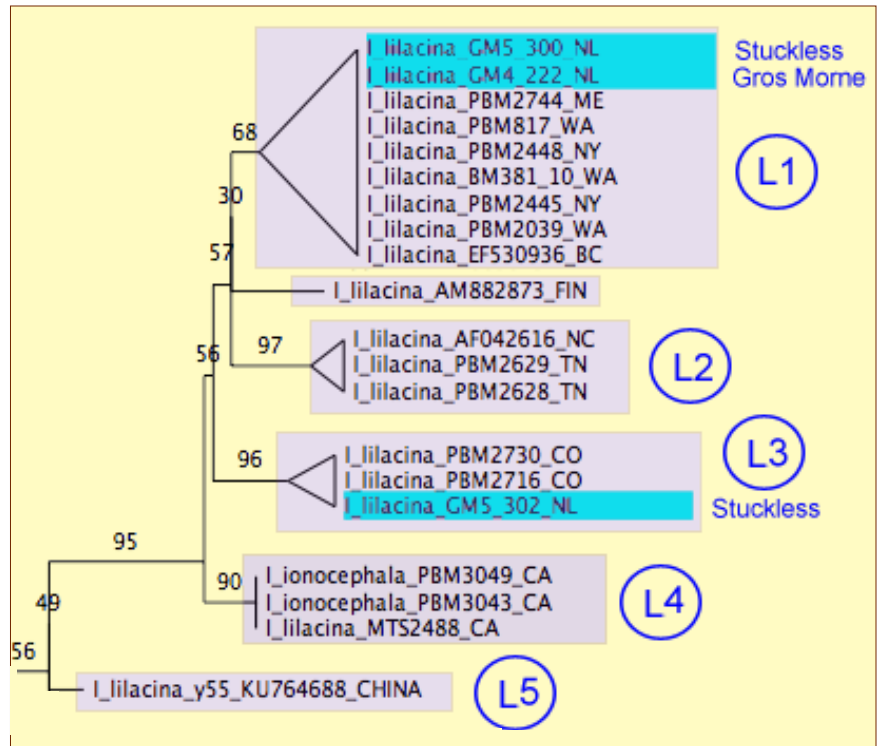 I_lilacina_GM5_300_NL
Stuckless
I_lilacina_GM4_222_NL
Gros Morne
I_lilacina_PBM2744_ME
I_lilacina_PBM817_WA
68
I_lilacina_PBM2448_NY
L1
I_lilacina_BM381_10_WA
30
I_lilacina_PBM2445_NY
I_lilacina_PBM2039_WA
57
I_lilacina_EF530936_BC
I_lilacina_AM882873_FIN
56
97
I_lilacina_AF042616_NC
I_lilacina_PBM2629_TN
L2
I_lilacina_PBM2628_TN
96
I_lilacina_PBM2730_CO
L3
I_lilacina_PBM2716_CO
I_lilacina_GM5_302_NL
Stuckless
95
90
I_ionocephala_PBM3049_CA
I_ionocephala_PBM3043_CA
L4
I_lilacina_MTS2488_CA
49
56
I_lilacina_y55_KU764688_CHINA
L5